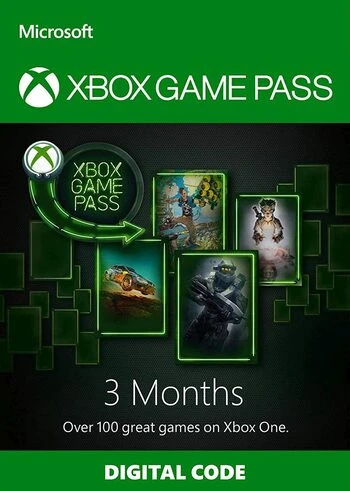 Microsoft
XBOX GAME PASS
XBOX
GAME
PASS
3 Months
Over 100 great games on Xbox One.
DIGITAL CODE